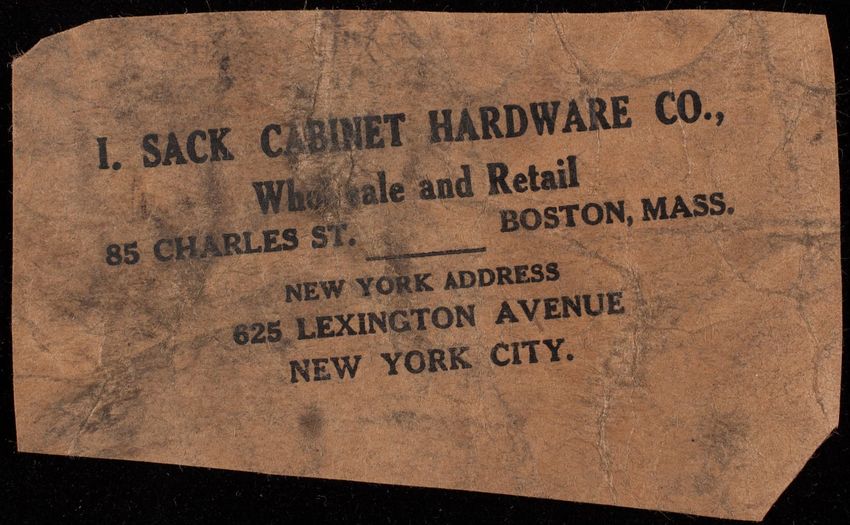 I. SACK CABINET HARDWARE CO.,
Wholesale and Retail
85 CHARLES ST. BOSTON, MASS.
NEW YORK ADDRESS
625 LEXINGTON AVENUE
NEW YORK CITY.